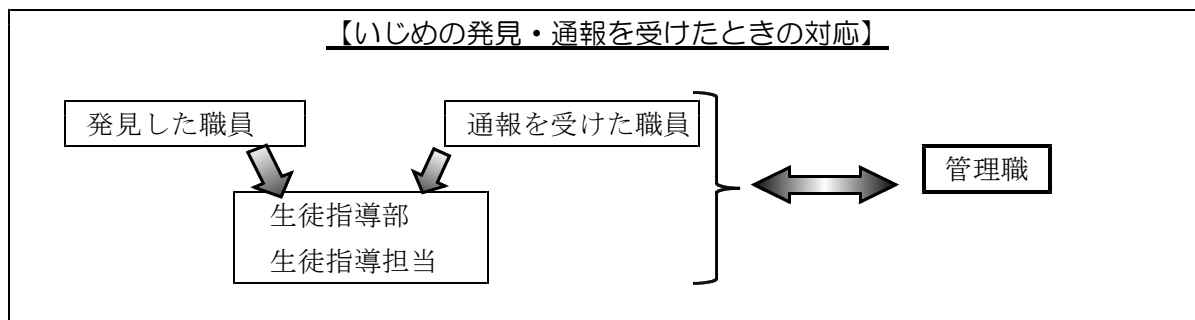 【いじめの発見・通報を受けたときの対応】
発見した職員
通報を受けた職員
管理職
生徒指導部
生徒指導担当